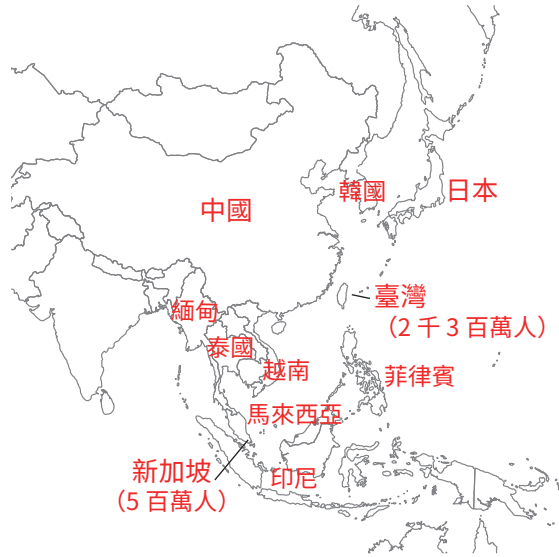 韓國
日本
中國
臺灣
（2 千 3 百萬人）
緬甸
泰國
越南
菲律賓
馬來西亞
新加坡
（5 百萬人）
印尼